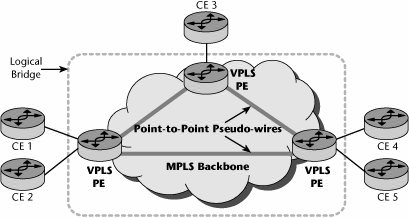 CE 3
Logical
Bridge
VPLS
PE
CE 1
Point-to-Point Pseudo-wires
CE 4
MPLS Backbone
CE 2
VPLS
PE
VPLS
PE
CE 5